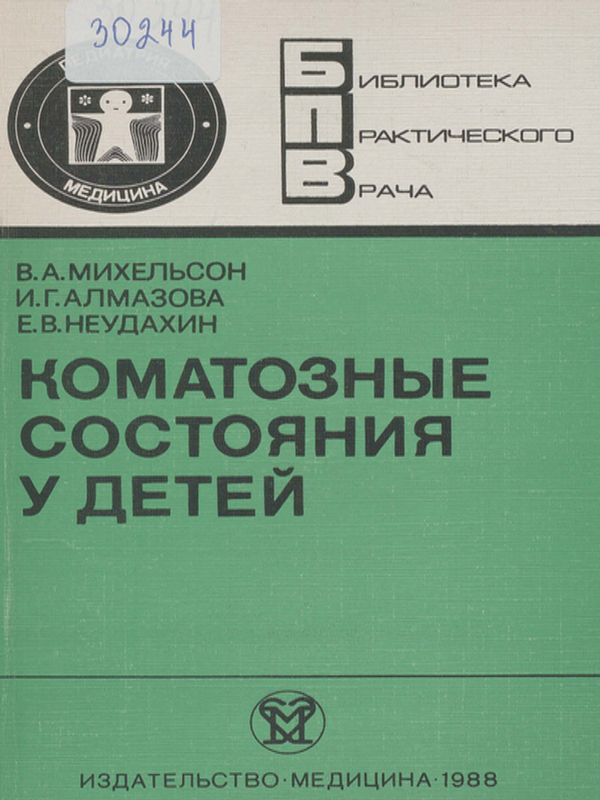 30244
ПЕДИАТРИЯ
МЕДИЦИНА
БИБЛИОТЕКА
ПРАКТИЧЕСКОГО
ВРАЧА
В.А.МИХЕЛЬСОН
И.Г.АЛМАЗОВА
Е.В.НЕУДАХИН
КОМАТОЗНЫЕ
СОСТОЯНИЯ
У ДЕТЕЙ
ИЗДАТЕЛЬСТВО·МЕДИЦИНА·1988